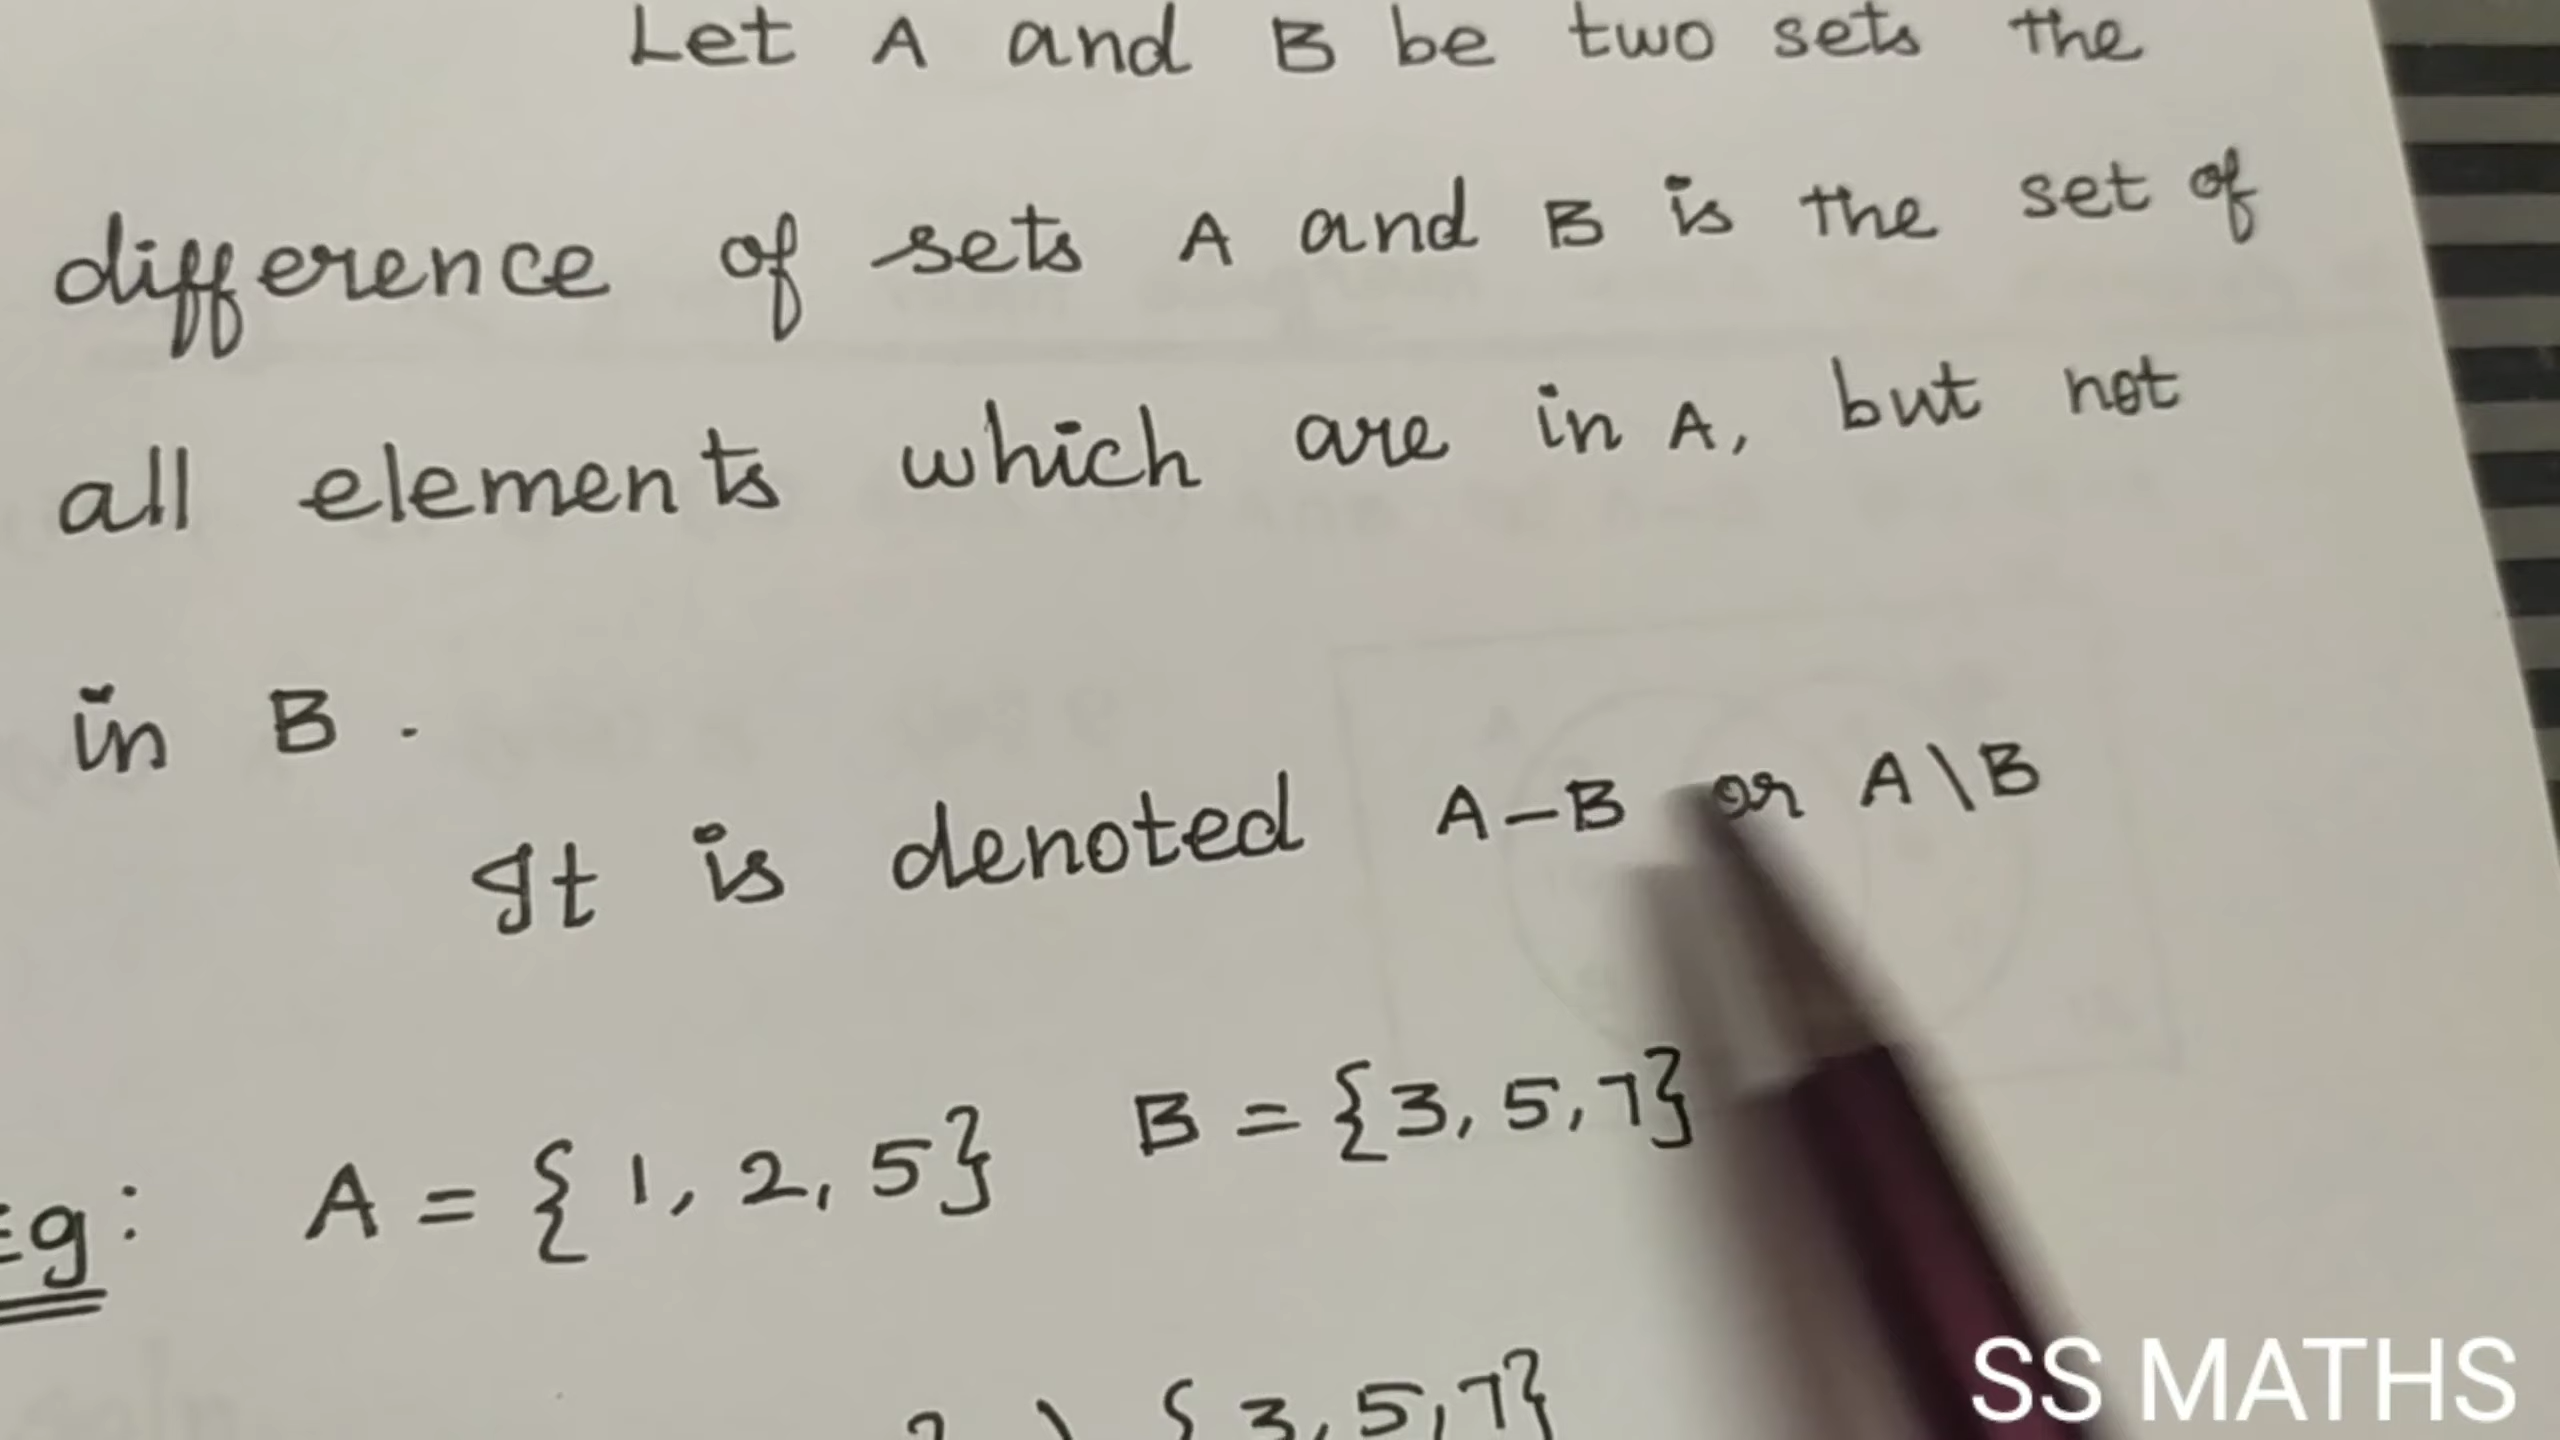 Let A and B be two sets the
difference of sets A and B is the set of
all elements which are in A, but not
in B.
It is denoted A-B or A\B
Eg: A = {1, 2, 5} B = {3, 5, 7}
\ {3, 5, 7}
SS MATHS